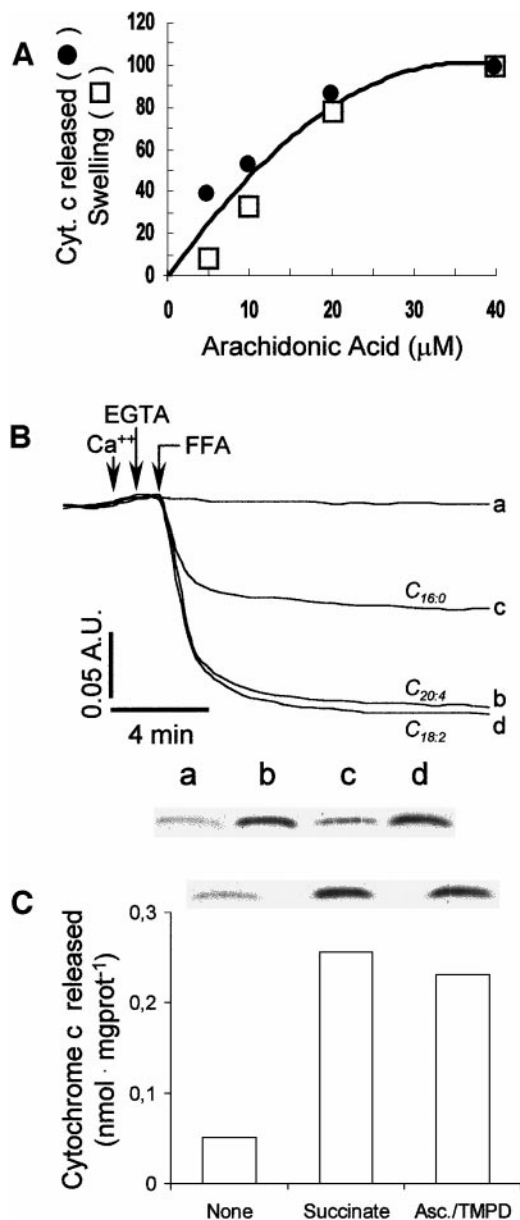 A
Cyt. c released (●)
Swelling (□)
120
100
80
60
40
20
0
0 10 20 30 40
Arachidonic Acid (µM)
B
EGTA
Ca++
FFA
a
C16:0
c
C20:4
b
C18:2
d
0.05 A.U.
4 min
a b c d
C
Cytochrome c released
(nmol · mgprot-1)
0,3
0,2
0,1
0
None Succinate Asc./TMPD